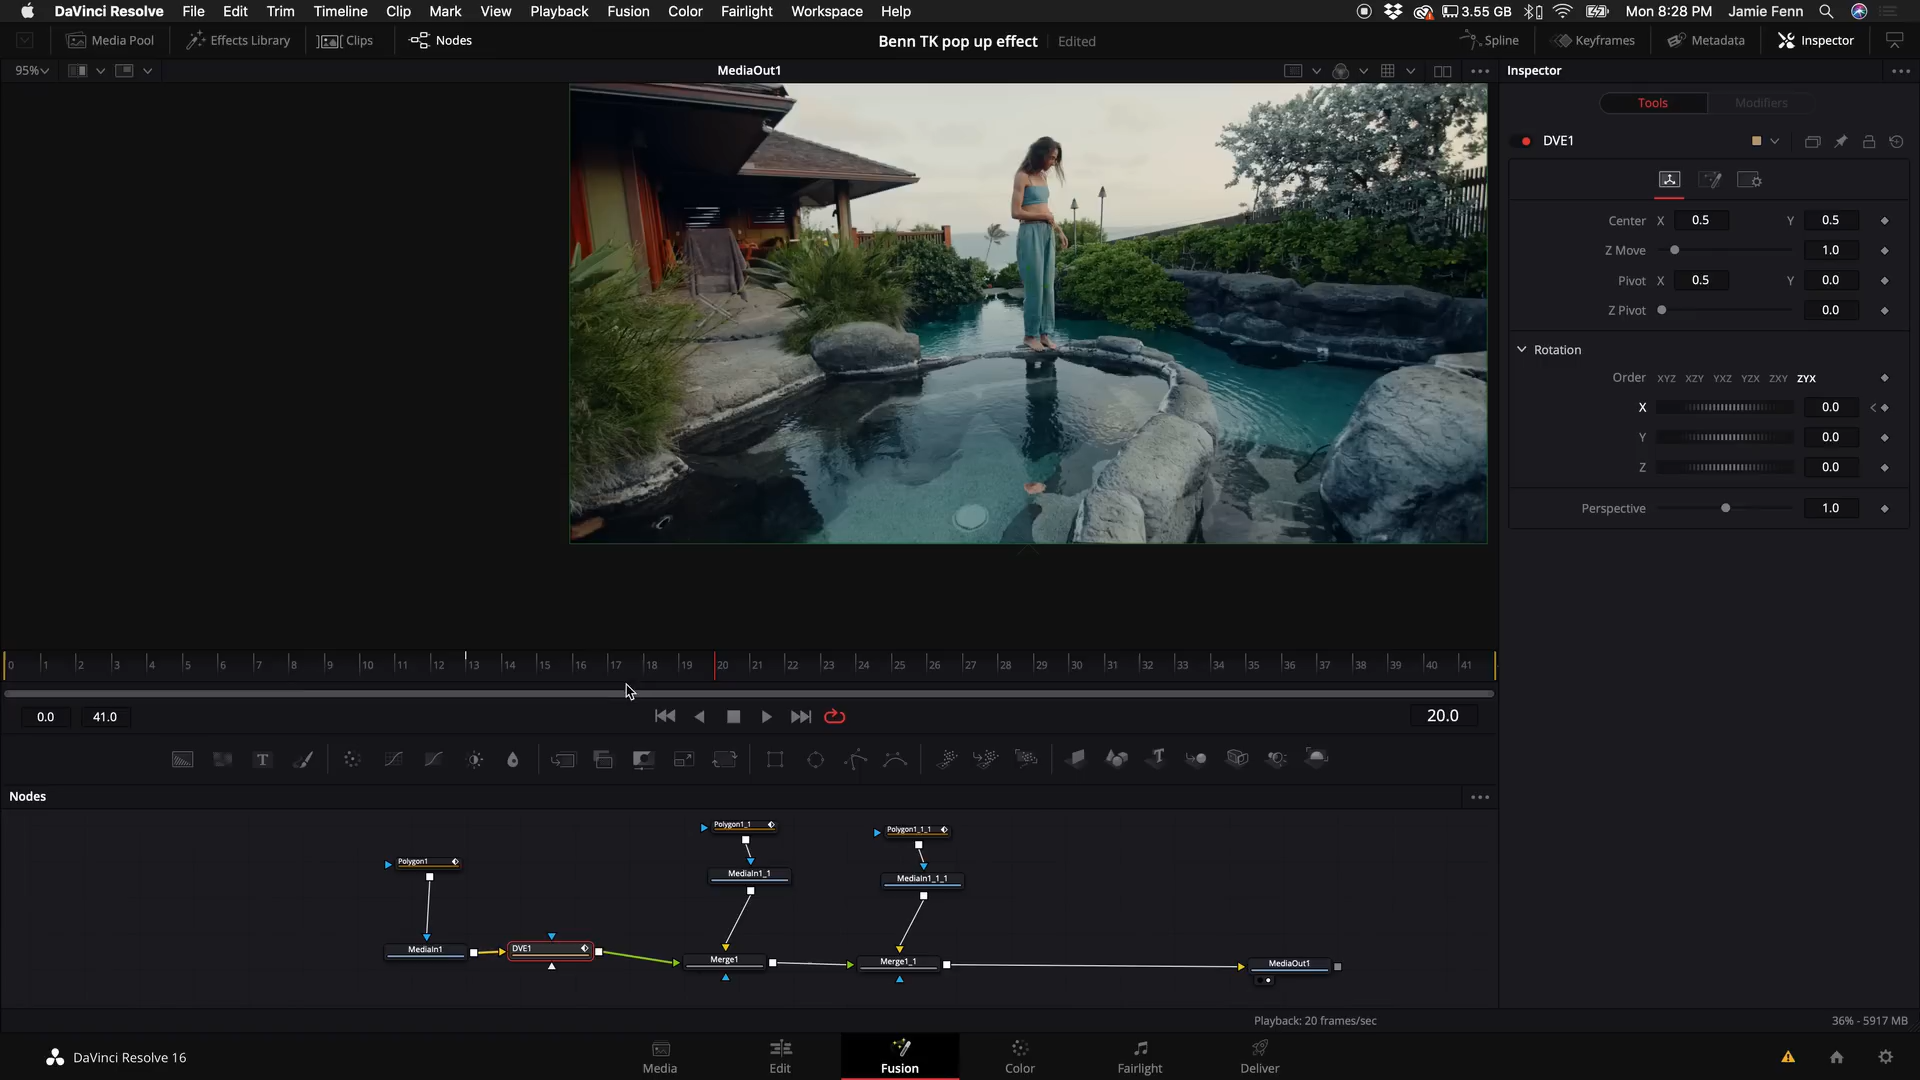 DaVinci Resolve File Edit Trim Timeline Clip Mark View Playback Fusion Color Fairlight Workspace Help 3.55 GB Mon 8:28 PM Jamie Fenn
Media Pool Effects Library Clips Nodes Benn TK pop up effect Edited Spline Keyframes Metadata Inspector
95% MediaOut1 Inspector
Tools Modifiers
DVE1
Center X 0.5 Y 0.5
Z Move 1.0
Pivot X 0.5 Y 0.0
Z Pivot 0.0
Rotation
Order XYZ XZY YXZ YZX ZXY ZYX
X 0.0
Y 0.0
Z 0.0
Perspective 1.0
0 1 2 3 4 5 6 7 8 9 10 11 12 13 14 15 16 17 18 19 20 21 22 23 24 25 26 27 28 29 30 31 32 33 34 35 36 37 38 39 40 41
0.0 41.0 20.0
Nodes
Polygon1_1 Polygon1_1_1
Polygon1
MediaIn1_1 MediaIn1_1_1
MediaIn1 DVE1 Merge1 Merge1_1 MediaOut1
Playback: 20 frames/sec 36% - 5917 MB
DaVinci Resolve 16 Media Edit Fusion Color Fairlight Deliver